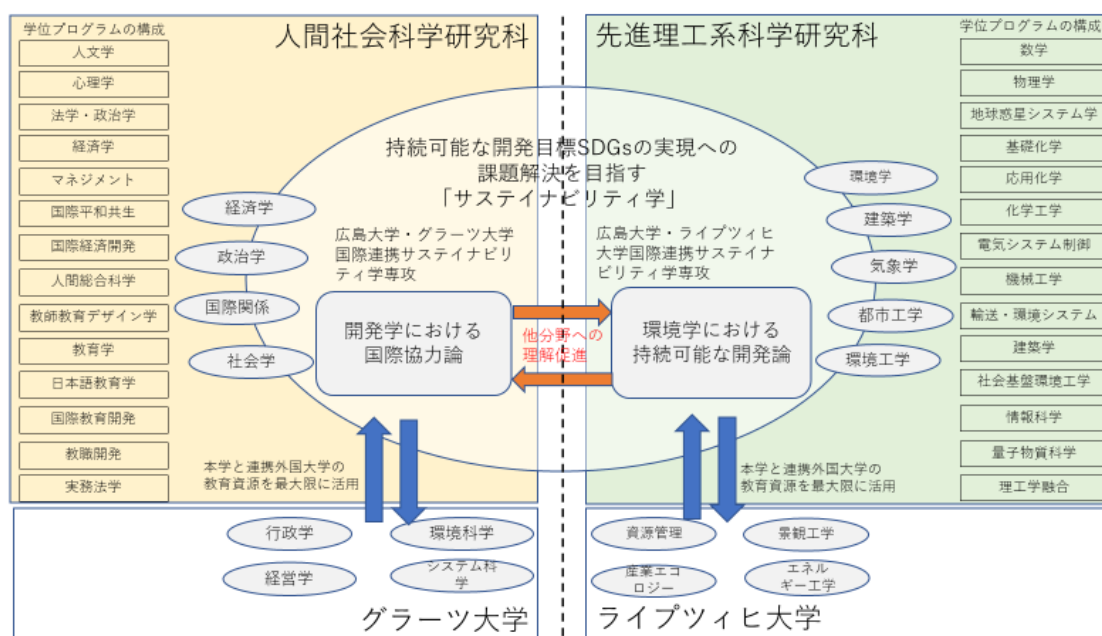 学位プログラムの構成
人間社会科学研究科
人文学
心理学
法学・政治学
経済学
マネジメント
国際平和共生
国際経済開発
人間総合科学
教師教育デザイン学
教育学
日本語教育学
国際教育開発
教職開発
実務法学
先進理工系科学研究科
学位プログラムの構成
数学
物理学
地球惑星システム学
基礎化学
応用化学
化学工学
電気システム制御
機械工学
輸送・環境システム
建築学
社会基盤環境工学
情報科学
量子物質科学
理工学融合
持続可能な開発目標SDGsの実現への
課題解決を目指す
「サステイナビリティ学」
経済学
政治学
国際関係
社会学
広島大学・グラーツ大学
国際連携サステイナビリ
ティ学専攻
開発学における
国際協力論
他分野への
理解促進
広島大学・ライプツィヒ
大学国際連携サステイナ
ビリティ学専攻
環境学における
持続可能な開発論
環境学
建築学
気象学
都市工学
環境工学
本学と連携外国大学の
教育資源を最大限に活用
本学と連携外国大学の
教育資源を最大限に活用
行政学
環境科学
経営学
システム科
学
グラーツ大学
資源管理
景観工学
産業エコ
ロジー
エネル
ギー工学
ライプツィヒ大学